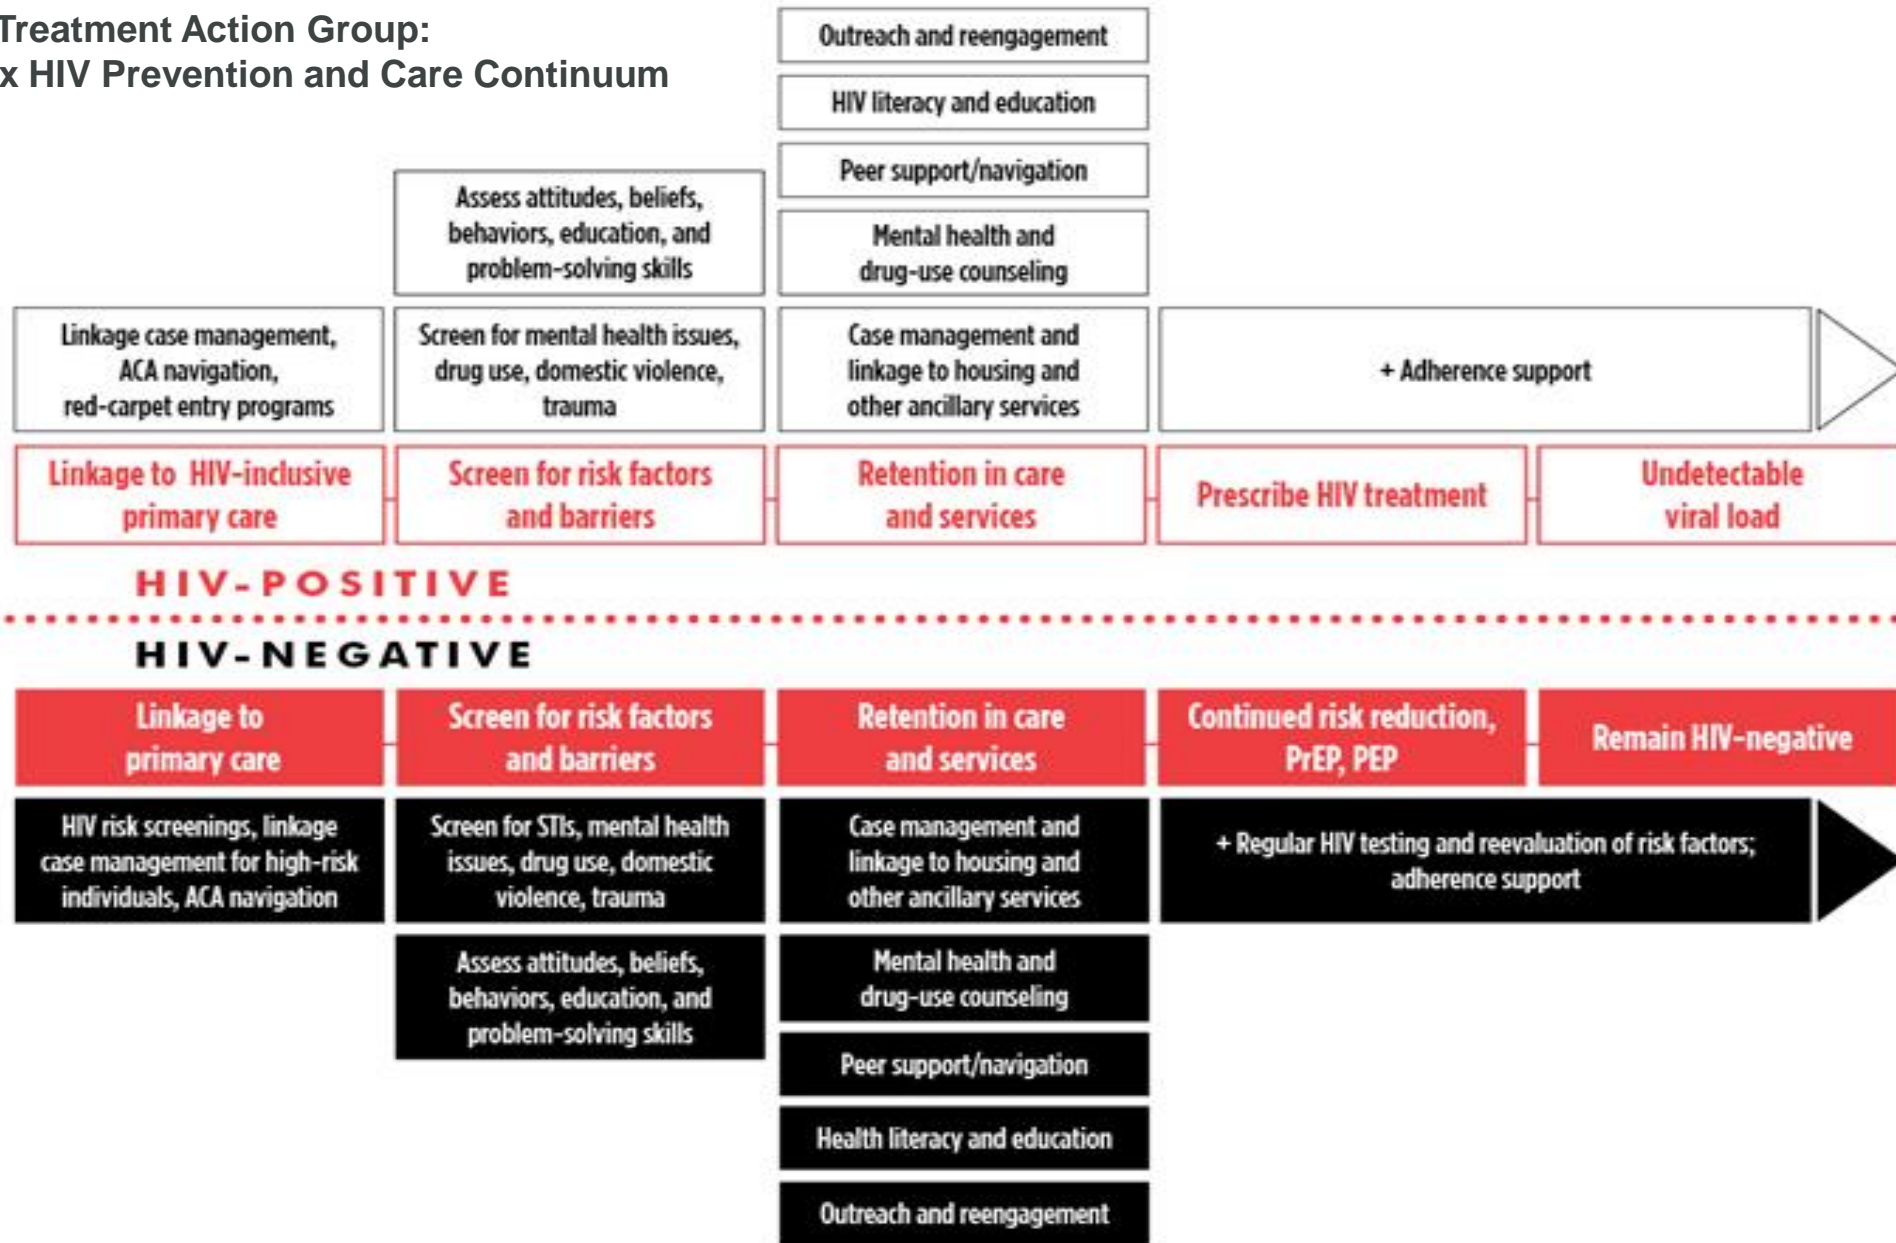 Treatment Action Group:
x HIV Prevention and Care Continuum
Outreach and reengagement
HIV literacy and education
Peer support/navigation
Mental health and
drug-use counseling
Assess attitudes, beliefs,
behaviors, education, and
problem-solving skills
Linkage case management,
ACA navigation,
red-carpet entry programs
Screen for mental health issues,
drug use, domestic violence,
trauma
Case management and
linkage to housing and
other ancillary services
+ Adherence support
Linkage to HIV-inclusive
primary care
Screen for risk factors
and barriers
Retention in care
and services
Prescribe HIV treatment
Undetectable
viral load
HIV-POSITIVE
HIV-NEGATIVE
Linkage to
primary care
Screen for risk factors
and barriers
Retention in care
and services
Continued risk reduction,
PrEP, PEP
Remain HIV-negative
HIV risk screenings, linkage
case management for high-risk
individuals, ACA navigation
Screen for STIs, mental health
issues, drug use, domestic
violence, trauma
Case management and
linkage to housing and
other ancillary services
+ Regular HIV testing and reevaluation of risk factors;
adherence support
Assess attitudes, beliefs,
behaviors, education, and
problem-solving skills
Mental health and
drug-use counseling
Peer support/navigation
Health literacy and education
Outreach and reengagement